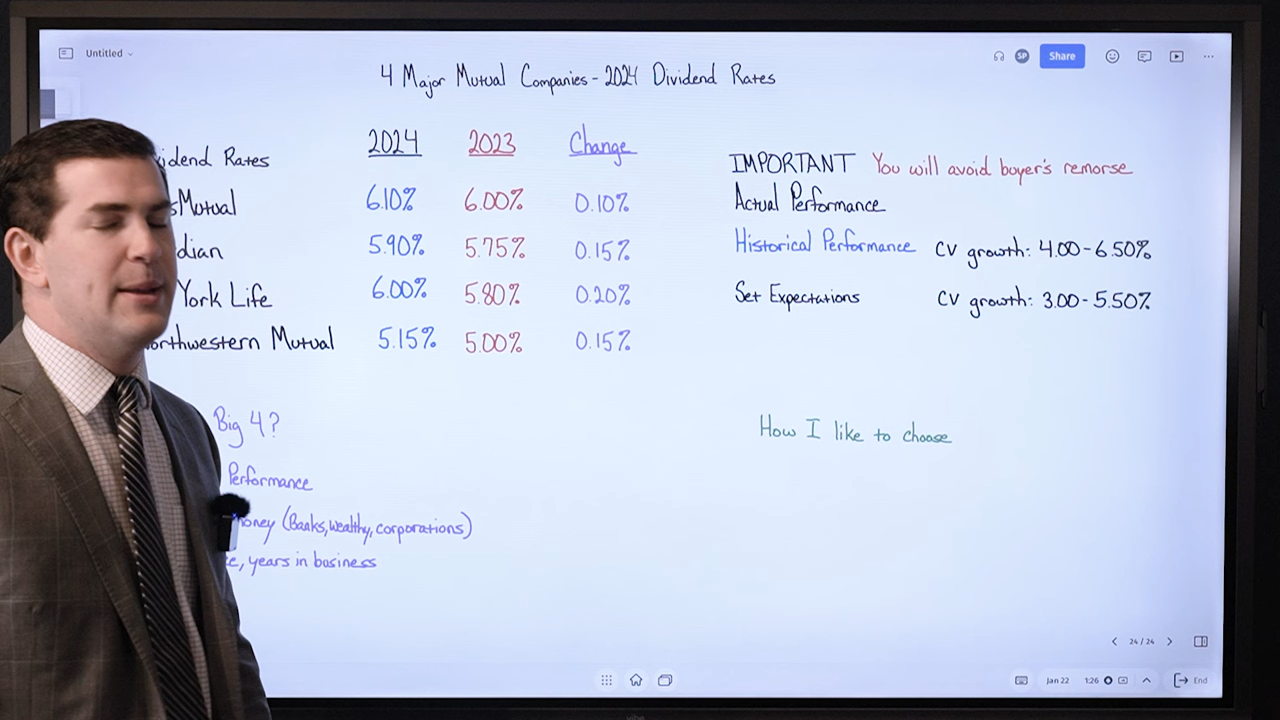 Untitled
SP
Share
4 Major Mutual Companies - 2024 Dividend Rates
idend Rates 2024 2023 Change
sMutual 6.10% 6.00% 0.10%
dian 5.90% 5.75% 0.15%
York Life 6.00% 5.80% 0.20%
orthwestern Mutual 5.15% 5.00% 0.15%
IMPORTANT You will avoid buyer's remorse
Actual Performance
Historical Performance CV growth: 4.00-6.50%
Set Expectations CV growth: 3.00-5.50%
Big 4?
Performance
money (Banks, wealthy, corporations)
e, years in business
How I like to choose
24/24
Jan 22 1:26 End